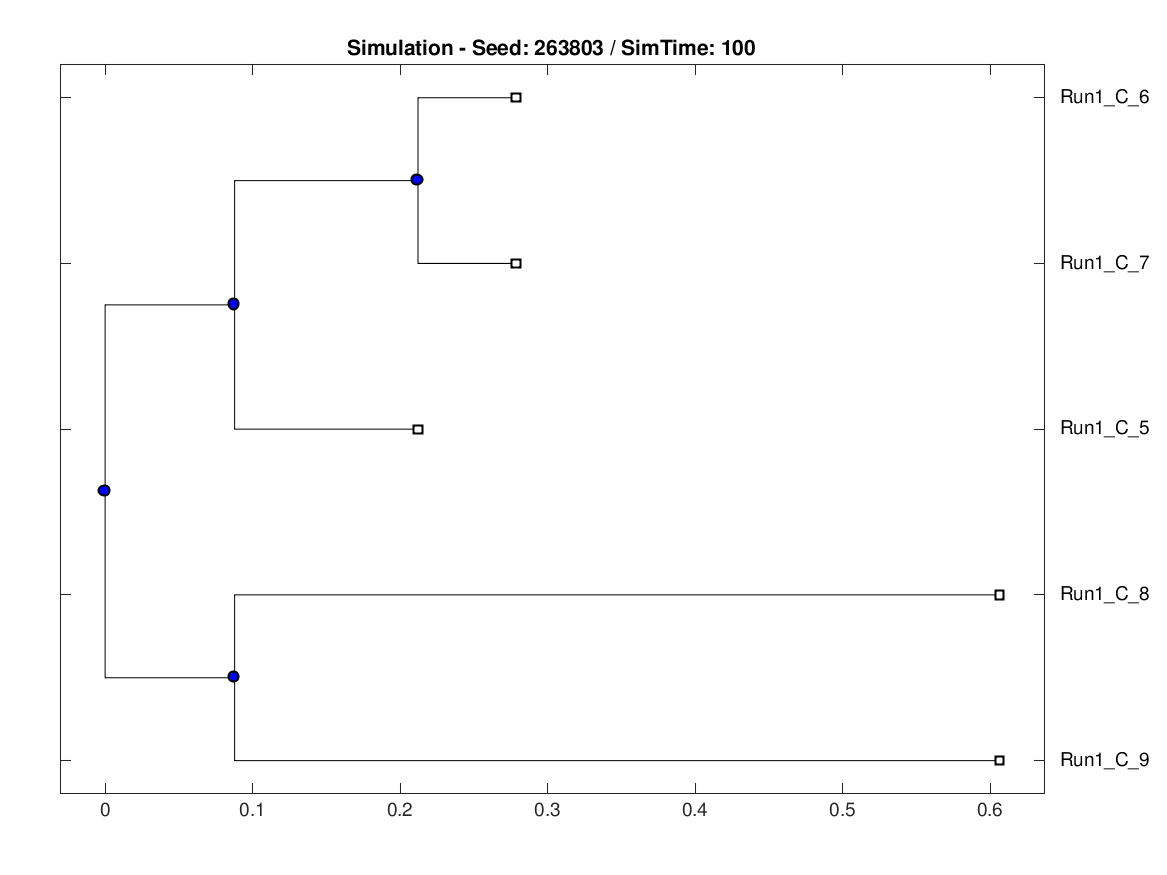 Simulation - Seed: 263803 / SimTime: 100
Run1_C_6
Run1_C_7
Run1_C_5
Run1_C_8
Run1_C_9
0 0.1 0.2 0.3 0.4 0.5 0.6